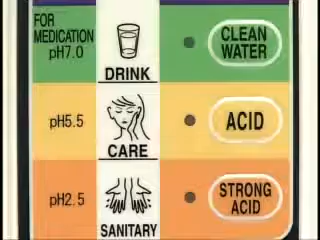 FOR
MEDICATION
pH7.0
DRINK
CLEAN
WATER
pH5.5
CARE
ACID
pH2.5
SANITARY
STRONG
ACID